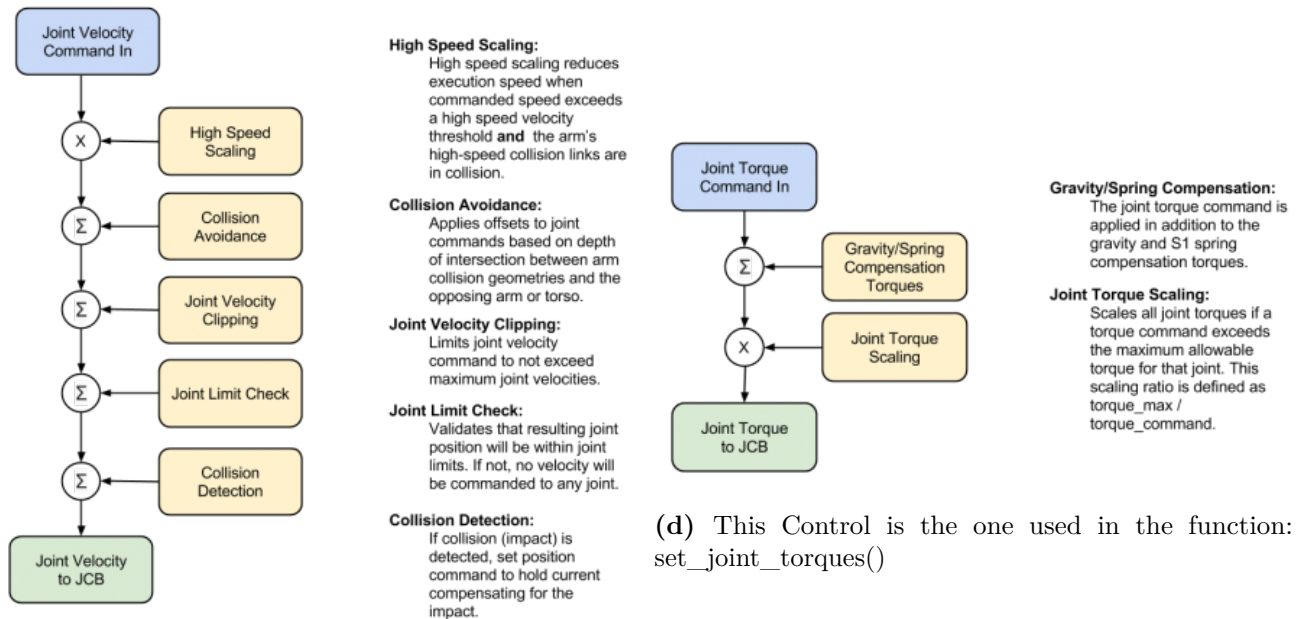 Joint Velocity
Command In
X
High Speed
Scaling
Σ
Collision
Avoidance
Σ
Joint Velocity
Clipping
Σ
Joint Limit Check
Σ
Collision
Detection
Joint Velocity
to JCB
High Speed Scaling:
High speed scaling reduces
execution speed when
commanded speed exceeds
a high speed velocity
threshold and the arm's
high-speed collision links are
in collision.
Collision Avoidance:
Applies offsets to joint
commands based on depth
of intersection between arm
collision geometries and the
opposing arm or torso.
Joint Velocity Clipping:
Limits joint velocity
command to not exceed
maximum joint velocities.
Joint Limit Check:
Validates that resulting joint
position will be within joint
limits. If not, no velocity will
be commanded to any joint.
Collision Detection:
If collision (impact) is
detected, set position
command to hold current
compensating for the
impact.
Joint Torque
Command In
Σ
Gravity/Spring
Compensation
Torques
X
Joint Torque
Scaling
Joint Torque
to JCB
Gravity/Spring Compensation:
The joint torque command is
applied in addition to the
gravity and S1 spring
compensation torques.
Joint Torque Scaling:
Scales all joint torques if a
torque command exceeds
the maximum allowable
torque for that joint. This
scaling ratio is defined as
torque_max /
torque_command.
(d) This Control is the one used in the function:
set_joint_torques()